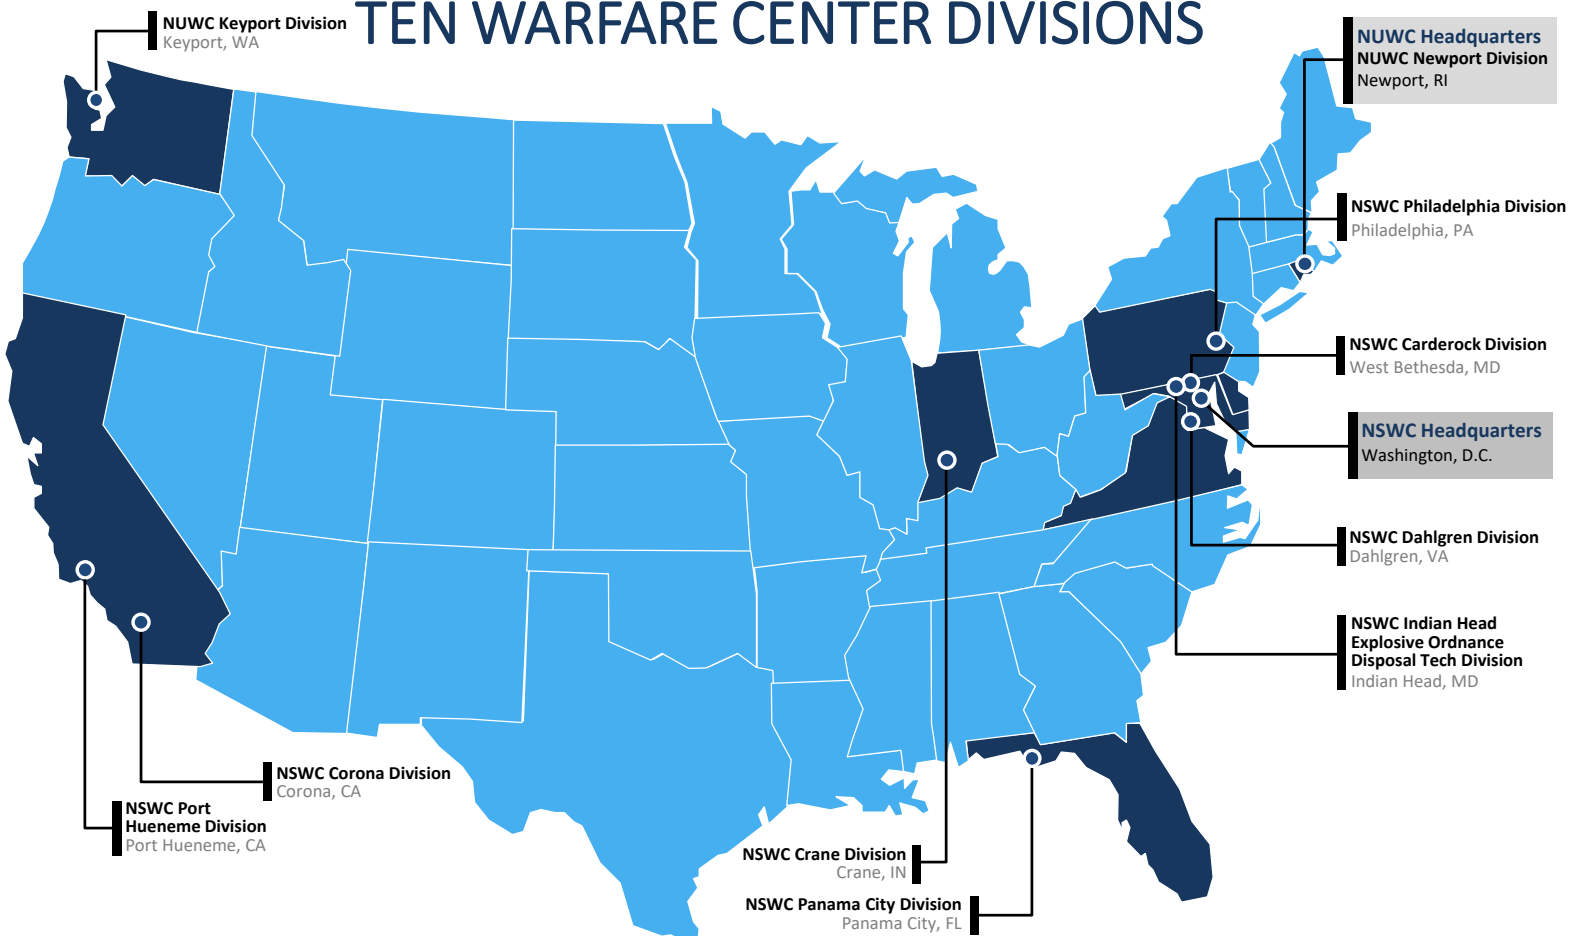 TEN WARFARE CENTER DIVISIONS
NUWC Keyport Division
Keyport, WA
NUWC Headquarters
NUWC Newport Division
Newport, RI
NSWC Philadelphia Division
Philadelphia, PA
NSWC Carderock Division
West Bethesda, MD
NSWC Headquarters
Washington, D.C.
NSWC Dahlgren Division
Dahlgren, VA
NSWC Indian Head
Explosive Ordnance
Disposal Tech Division
Indian Head, MD
NSWC Corona Division
Corona, CA
NSWC Port
Hueneme Division
Port Hueneme, CA
NSWC Crane Division
Crane, IN
NSWC Panama City Division
Panama City, FL